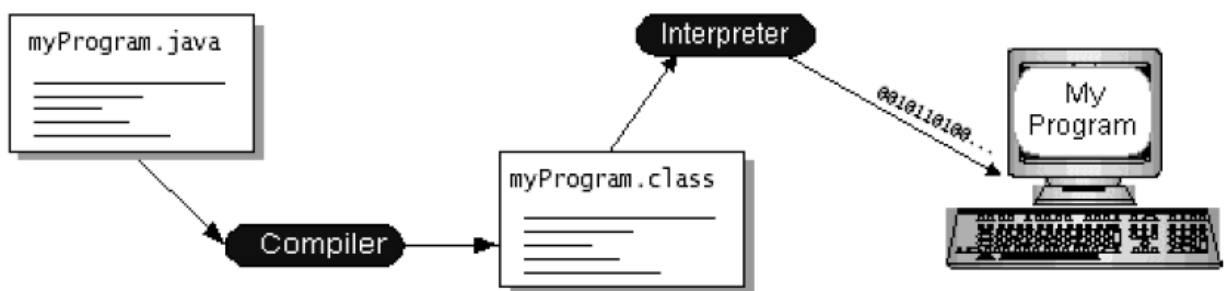 myProgram.java
Compiler
myProgram.class
Interpreter
0010110100...
My
Program